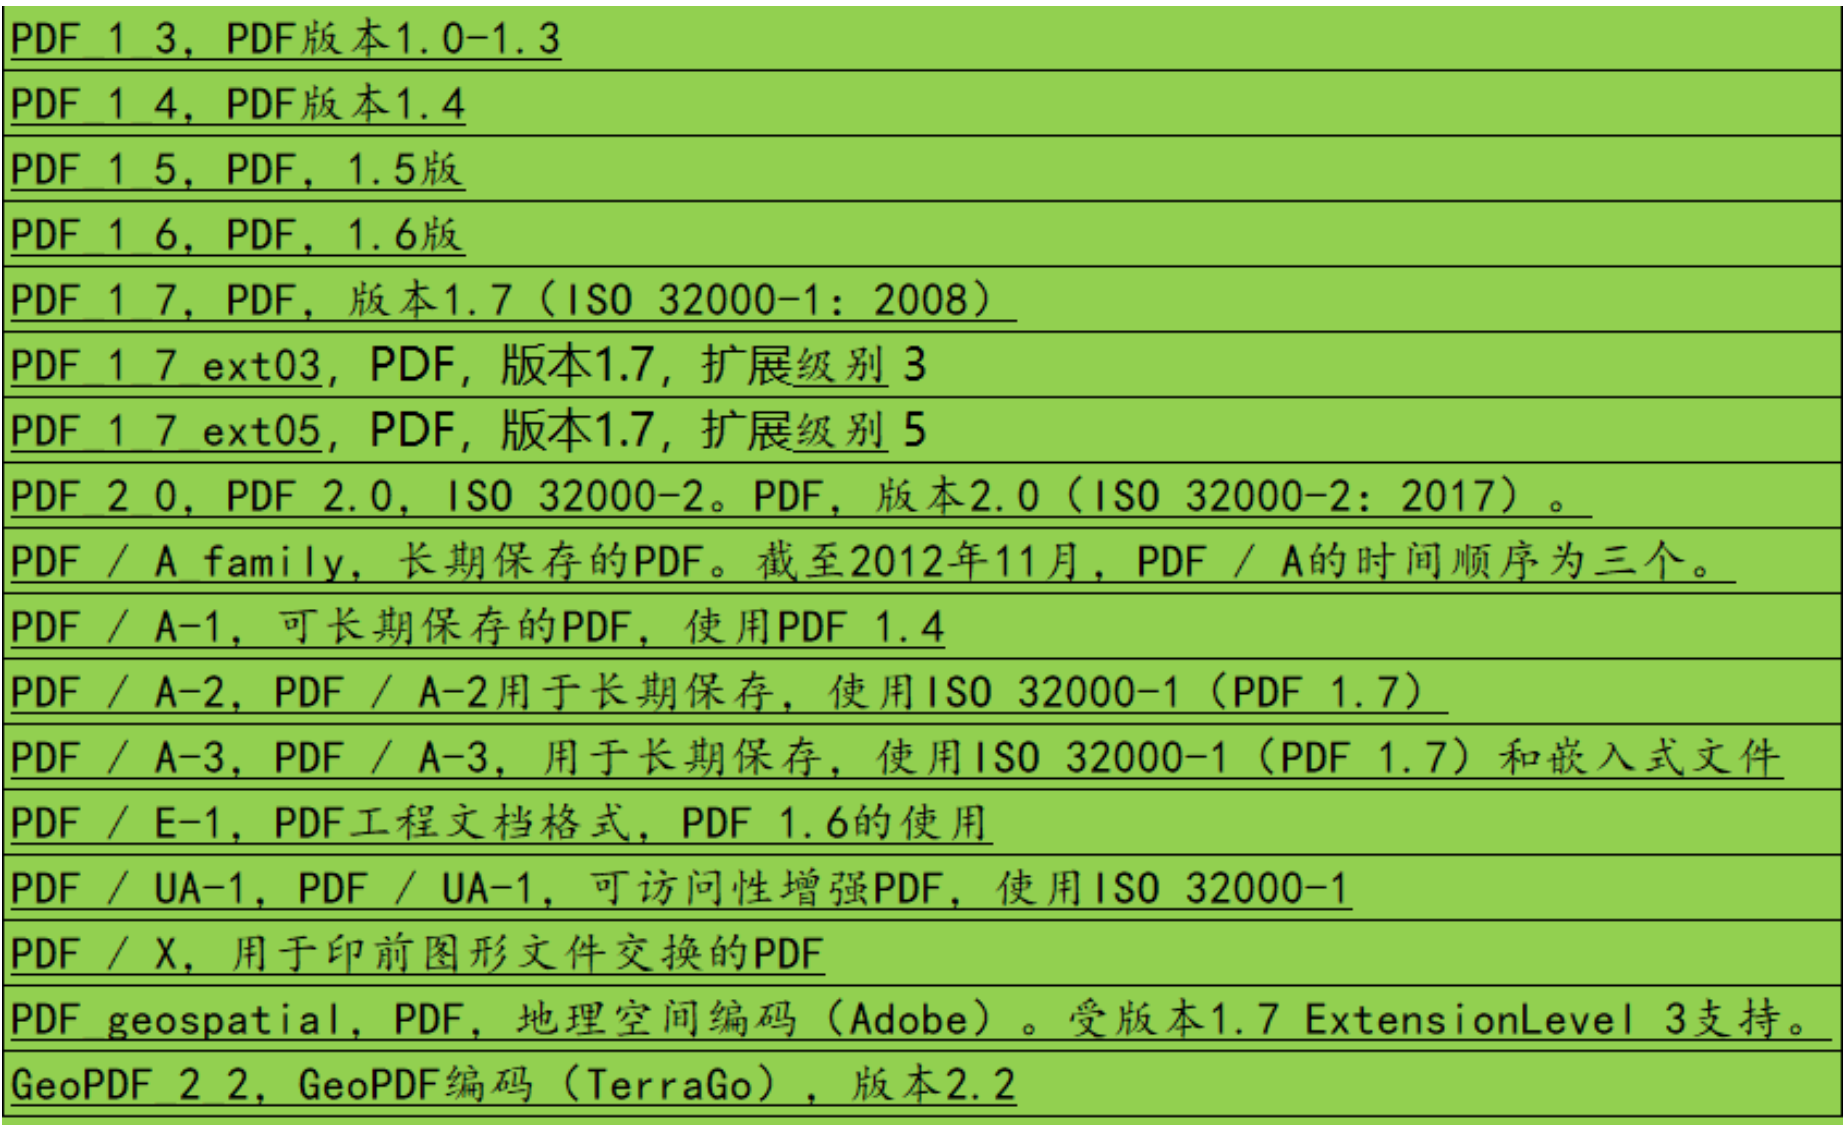 PDF_1_3，PDF版本1.0-1.3
PDF_1_4，PDF版本1.4
PDF_1_5，PDF，1.5版
PDF_1_6，PDF，1.6版
PDF_1_7，PDF，版本1.7（ISO 32000-1：2008）
PDF_1_7_ext03，PDF，版本1.7，扩展级别 3
PDF_1_7_ext05，PDF，版本1.7，扩展级别 5
PDF_2_0，PDF 2.0，ISO 32000-2。PDF，版本2.0（ISO 32000-2：2017）。
PDF / A_family，长期保存的PDF。截至2012年11月，PDF / A的时间顺序为三个。
PDF / A-1，可长期保存的PDF，使用PDF 1.4
PDF / A-2，PDF / A-2用于长期保存，使用ISO 32000-1（PDF 1.7）
PDF / A-3，PDF / A-3，用于长期保存，使用ISO 32000-1（PDF 1.7）和嵌入式文件
PDF / E-1，PDF工程文档格式，PDF 1.6的使用
PDF / UA-1，PDF / UA-1，可访问性增强PDF，使用ISO 32000-1
PDF / X，用于印前图形文件交换的PDF
PDF_geospatial，PDF，地理空间编码（Adobe）。受版本1.7 ExtensionLevel 3支持。
GeoPDF_2_2，GeoPDF编码（TerraGo），版本2.2